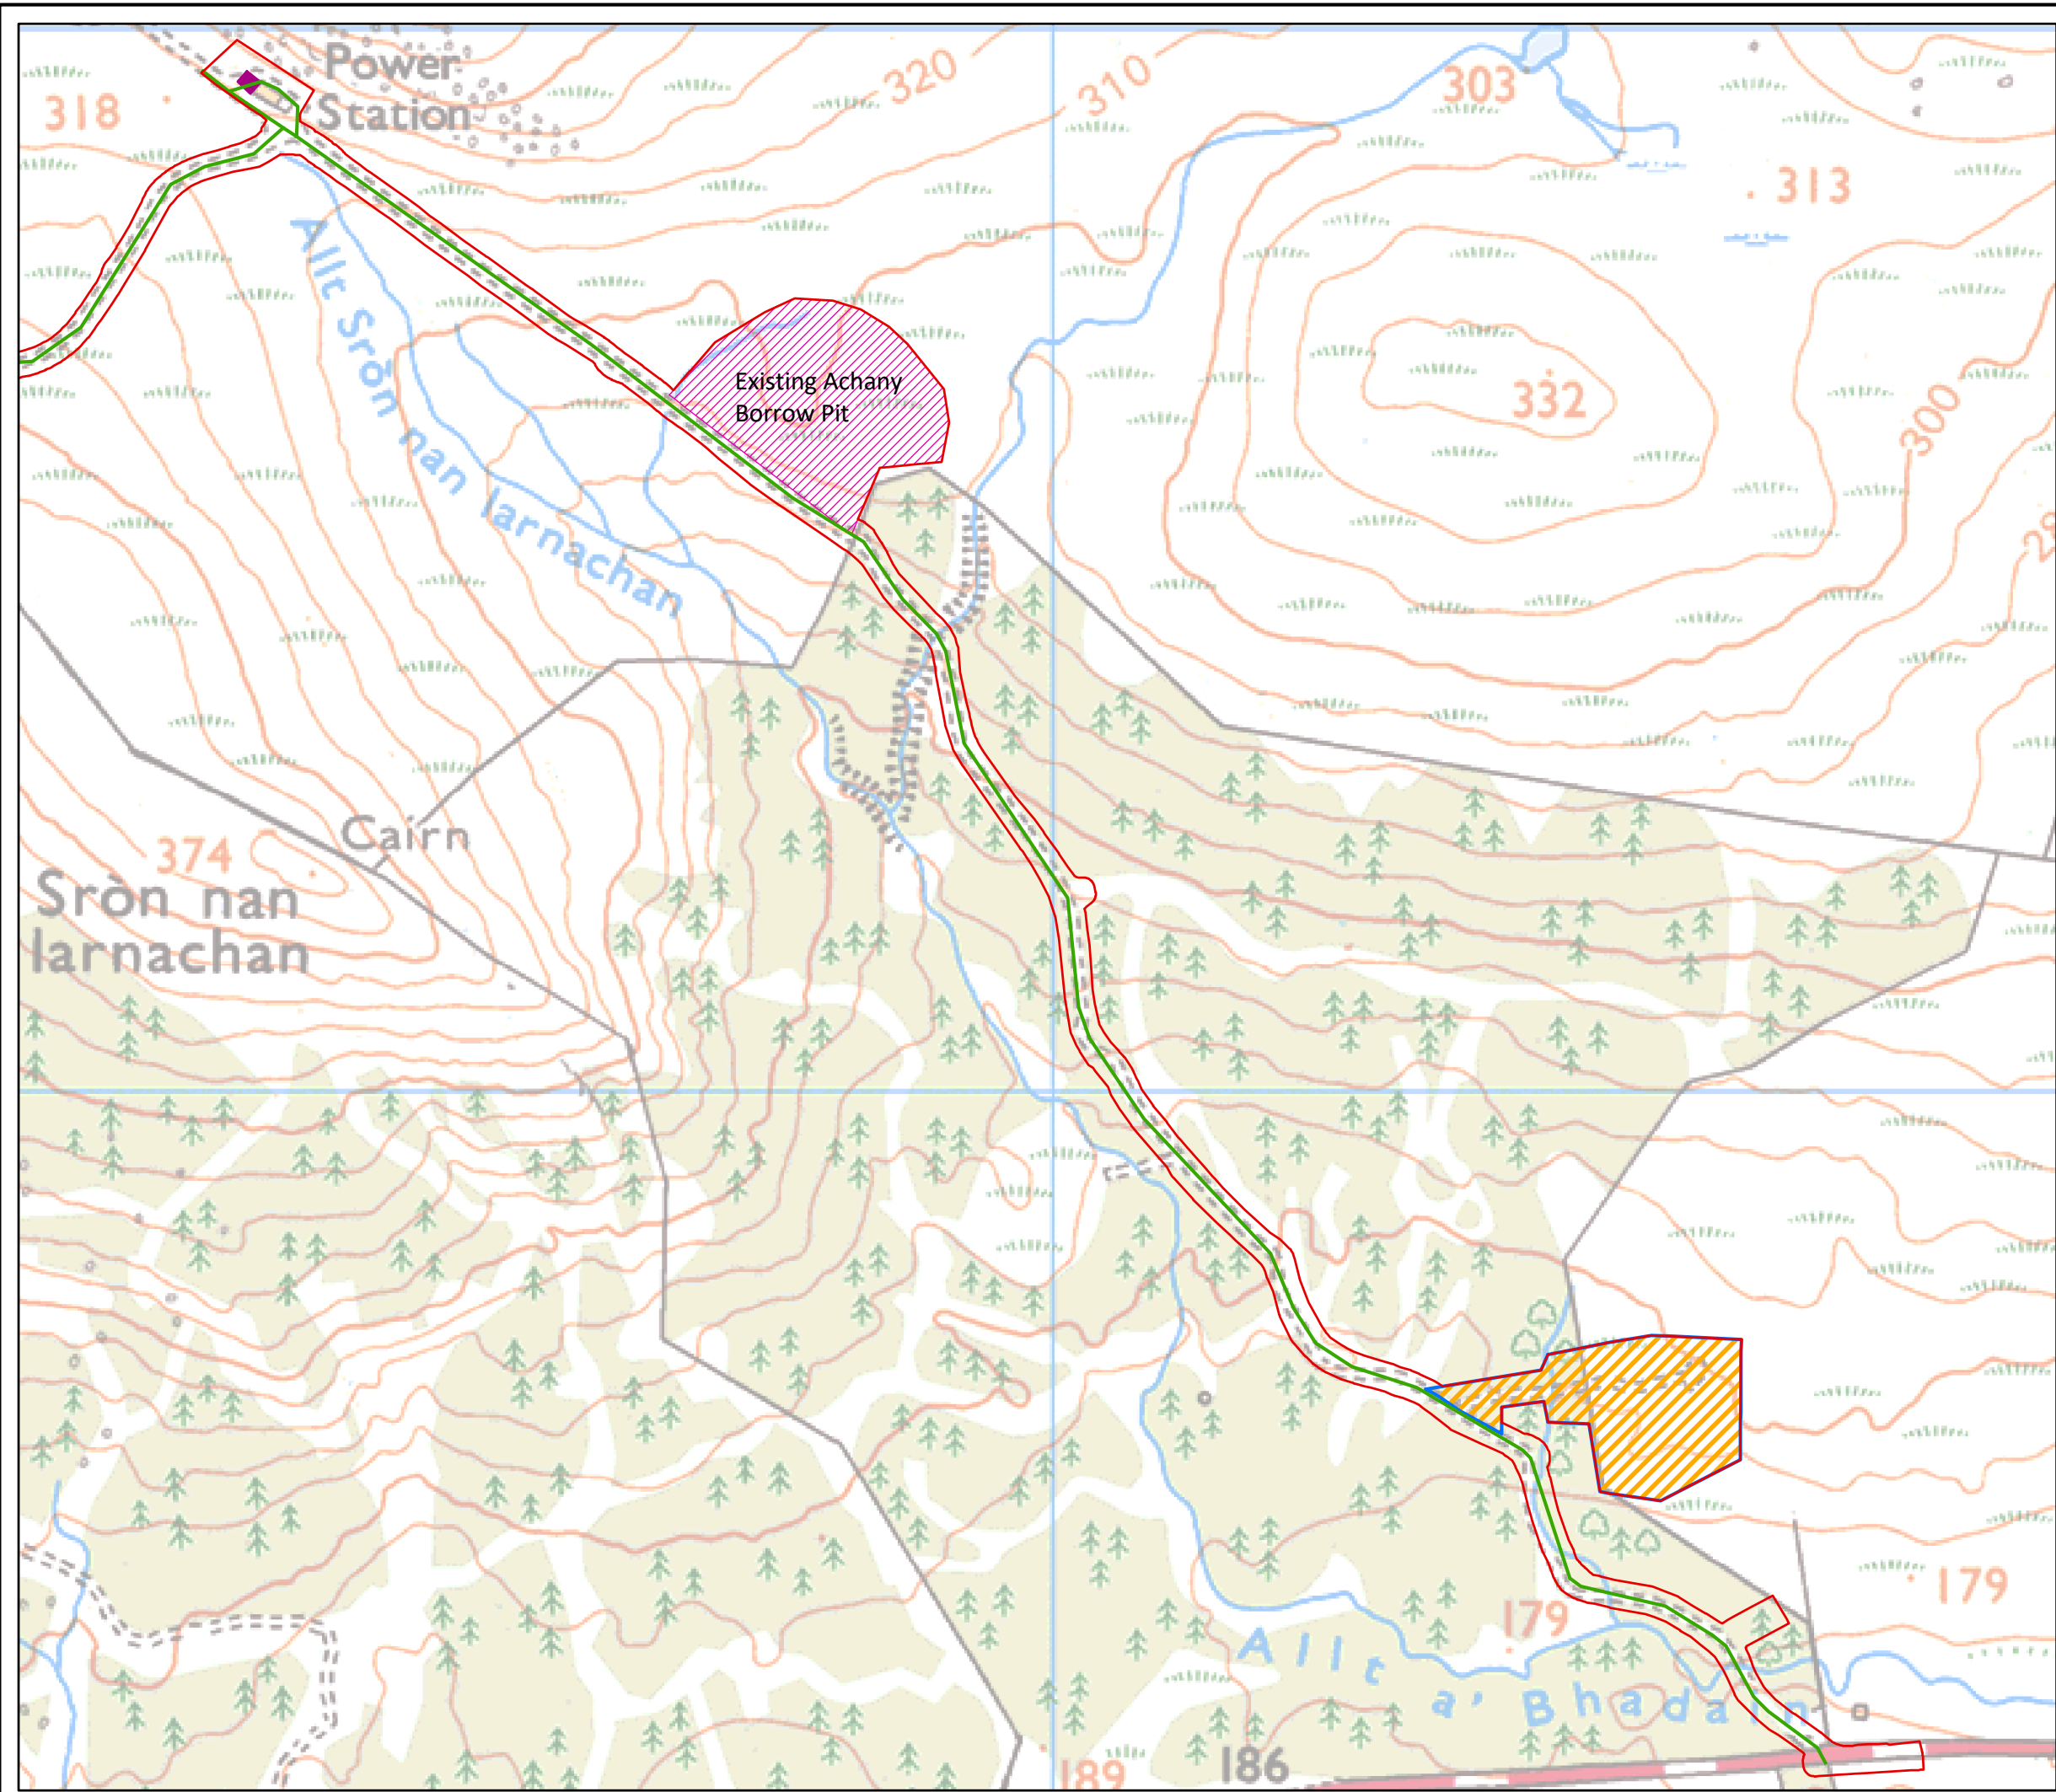 Power
Station
318
320
310
303
313
Allt Sròn nan Iarnachan
Existing Achany
Borrow Pit
332
300
28
Cairn
374
Sròn nan
Iarnachan
179
179
Allt
a' Bhadain
189
186